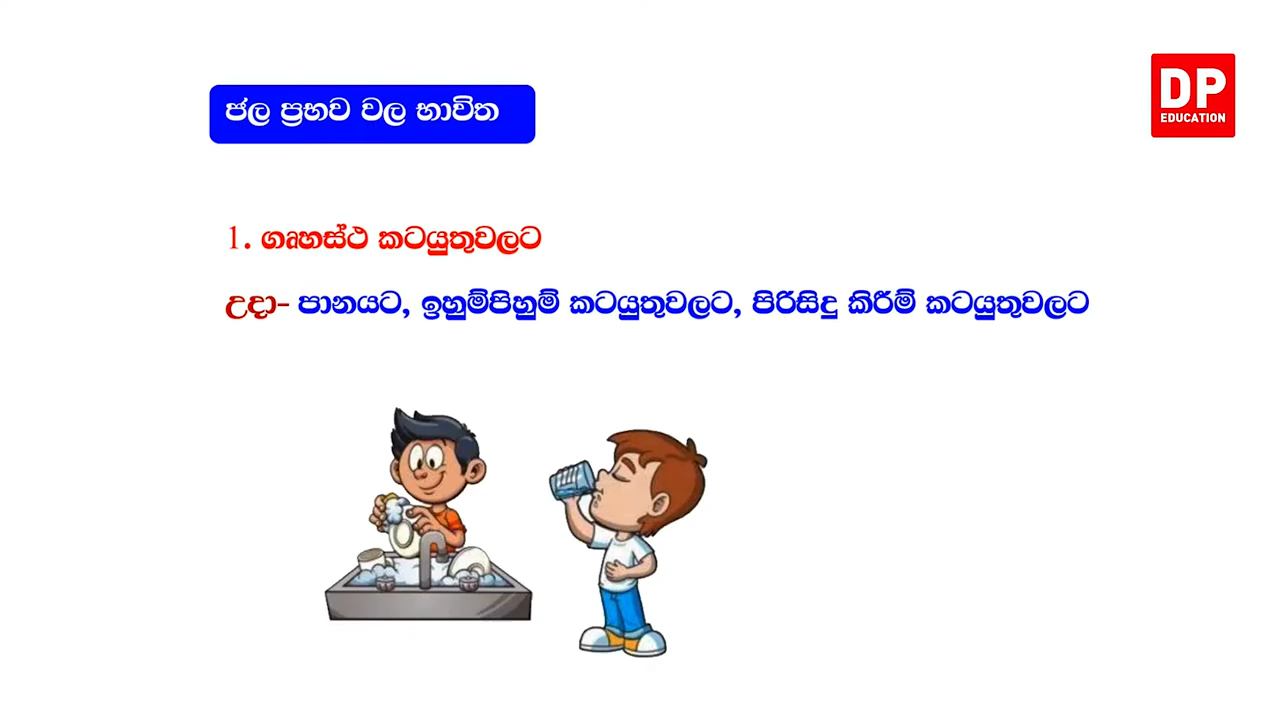 ජල ප්‍රභව වල භාවිත
DP
EDUCATION
1. ගෘහස්ථ කටයුතුවලට
උදා- පානයට, ඉහුම්පිහුම් කටයුතුවලට, පිරිසිදු කිරීම් කටයුතුවලට